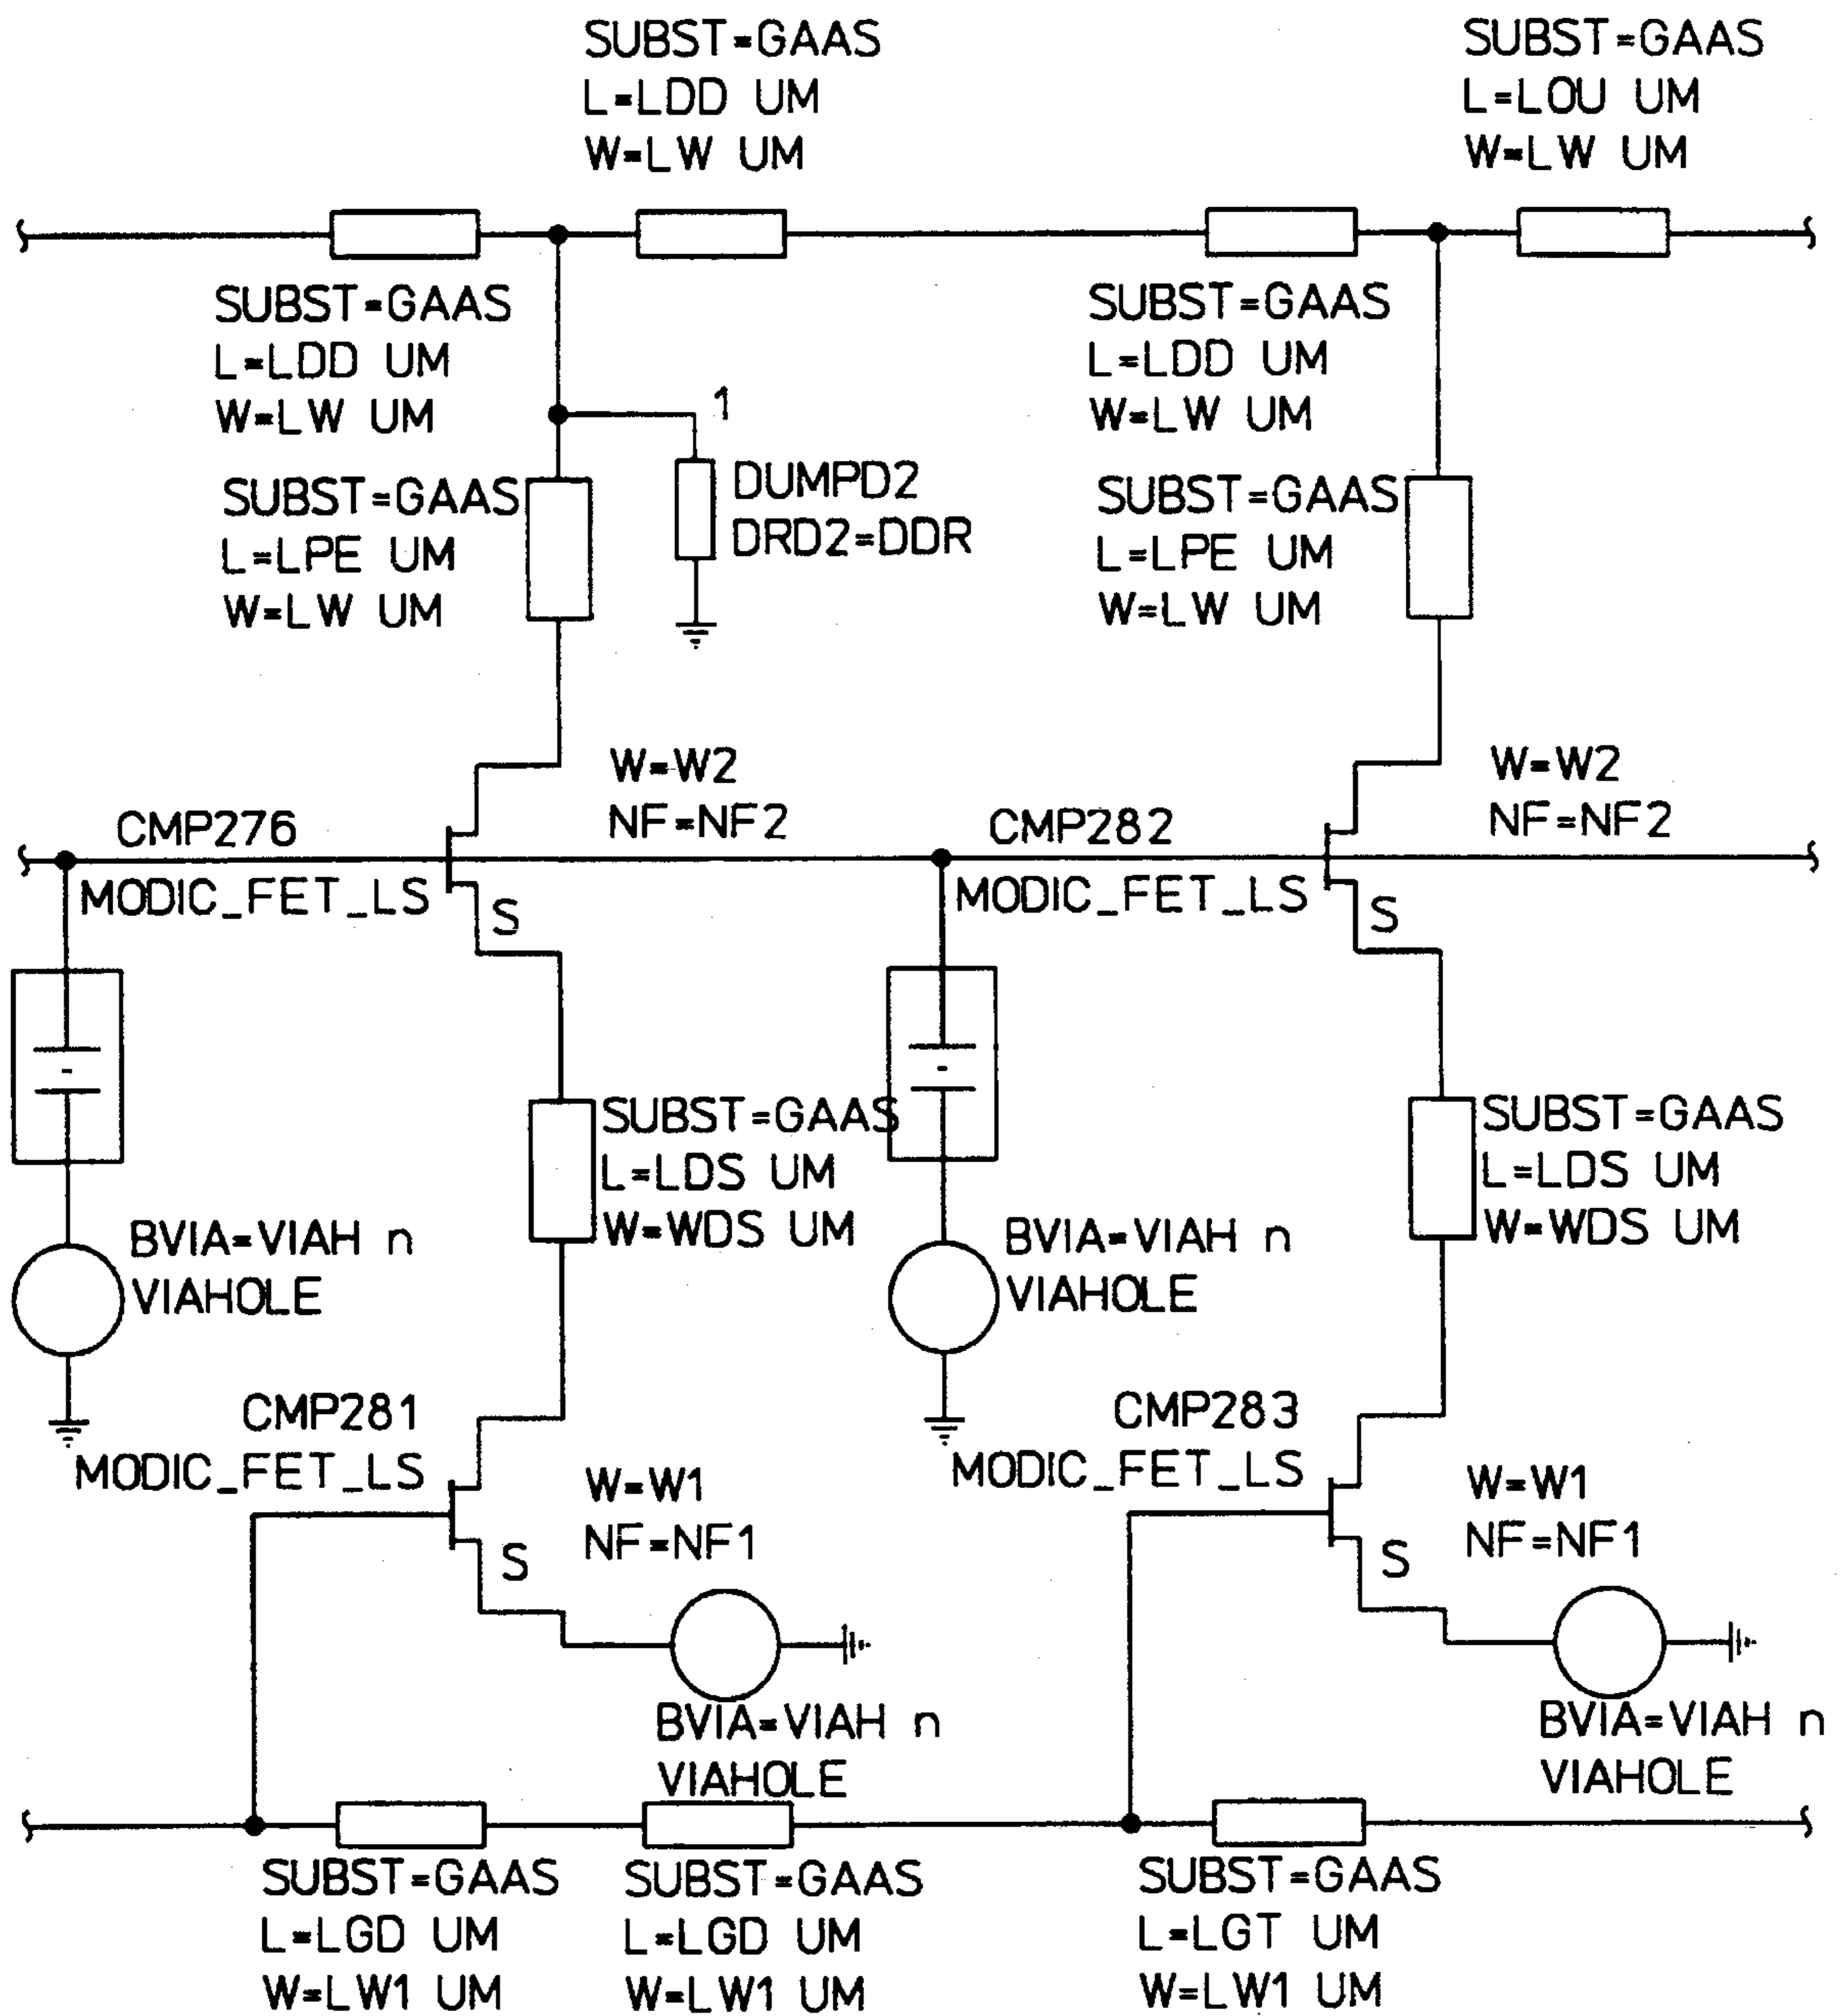 SUBST=GAAS
L=LDD UM
W=LW UM
SUBST=GAAS
L=LOU UM
W=LW UM
SUBST=GAAS
L=LDD UM
W=LW UM
SUBST=GAAS
L=LDD UM
W=LW UM
1
SUBST=GAAS
L=LPE UM
W=LW UM
DUMPD2
DRD2=DDR
SUBST=GAAS
L=LPE UM
W=LW UM
W=W2
NF=NF2
W=W2
NF=NF2
CMP276
MODIC_FET_LS
S
CMP282
MODIC_FET_LS
S
SUBST=GAAS
L=LDS UM
W=WDS UM
SUBST=GAAS
L=LDS UM
W=WDS UM
BVIA=VIAH n
VIAHOLE
BVIA=VIAH n
VIAHOLE
CMP281
MODIC_FET_LS
W=W1
NF=NF1
S
CMP283
MODIC_FET_LS
W=W1
NF=NF1
S
BVIA=VIAH n
VIAHOLE
BVIA=VIAH n
VIAHOLE
SUBST=GAAS
L=LGD UM
W=LW1 UM
SUBST=GAAS
L=LGD UM
W=LW1 UM
SUBST=GAAS
L=LGT UM
W=LW1 UM